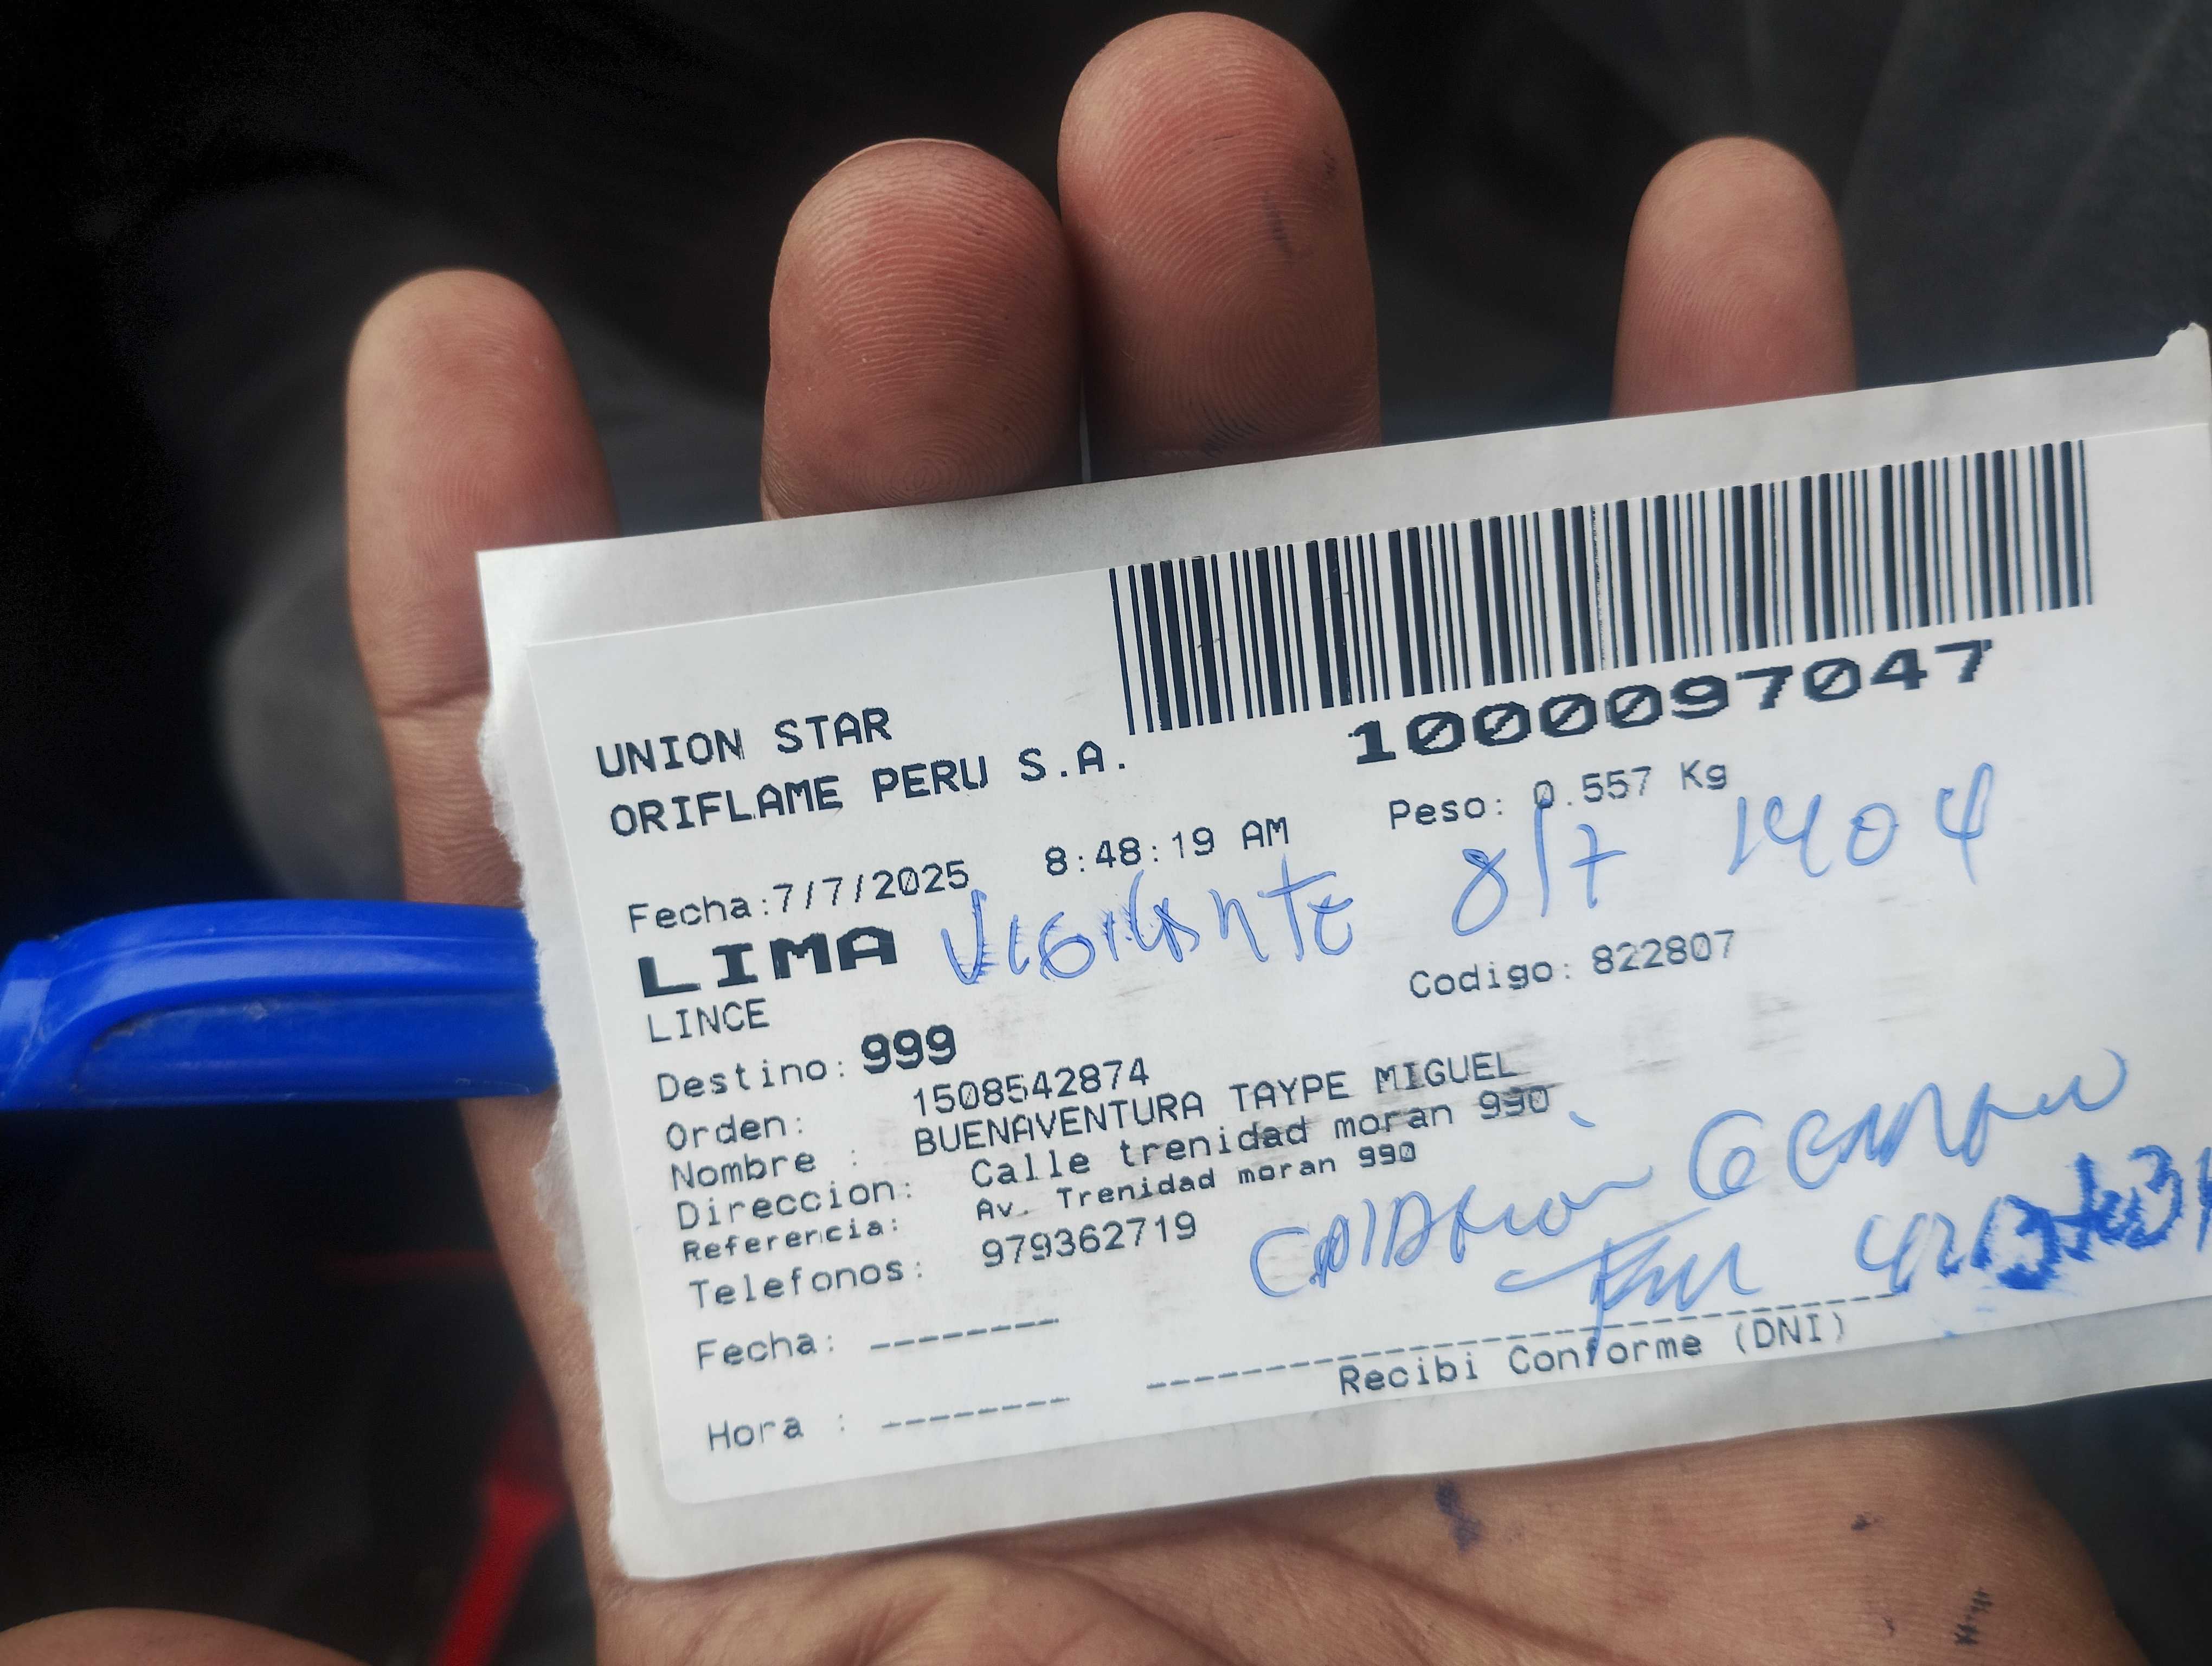 1000097047
UNION STAR
ORIFLAME PERU S.A.
Peso: 0.557 Kg
Fecha:7/7/2025 8:48:19 AM
8/7 1404
LIMA
Vigilante
LINCE
Codigo: 822807
Destino: 999
Orden: 1508542874
Nombre : BUENAVENTURA TAYPE MIGUEL
Direccion: Calle trenidad moran 990
Referencia: Av. Trenidad moran 990
Telefonos: 979362719
Fecha: --------
Hora : --------
Recibi Conforme (DNI)